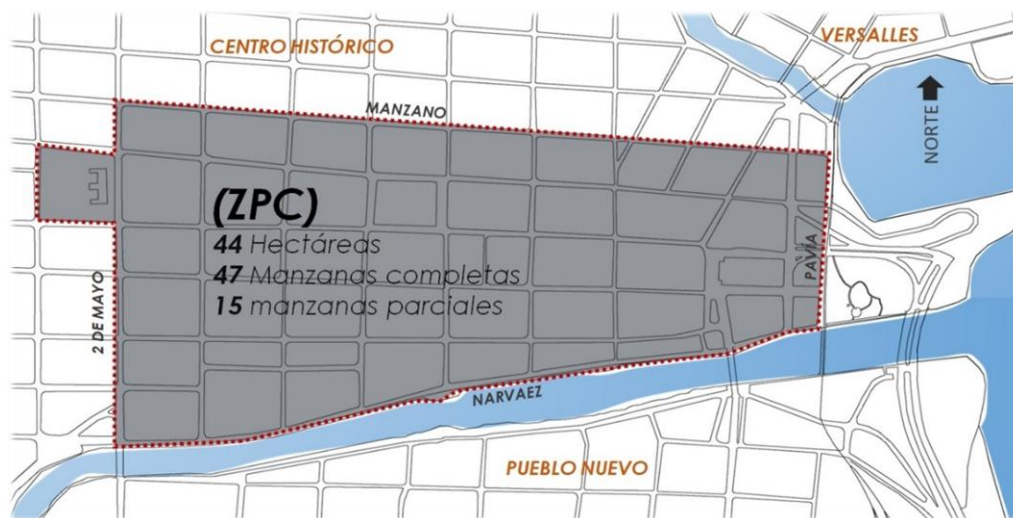 CENTRO HISTÓRICO
VERSALLES
MANZANO
NORTE
(ZPC)
44 Hectáreas
47 Manzanas completas
15 manzanas parciales
PAVÍA
2 DE MAYO
NARVAEZ
PUEBLO NUEVO